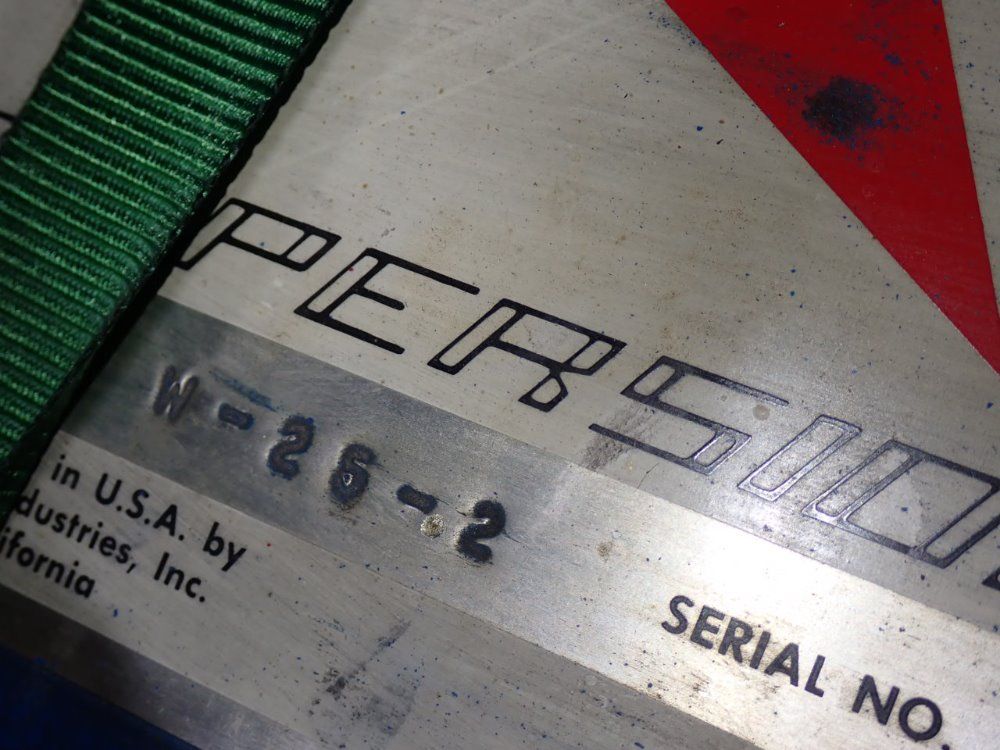 PERSIO
W-26-2
in U.S.A. by
dustries, Inc.
ifornia
SERIAL NO.